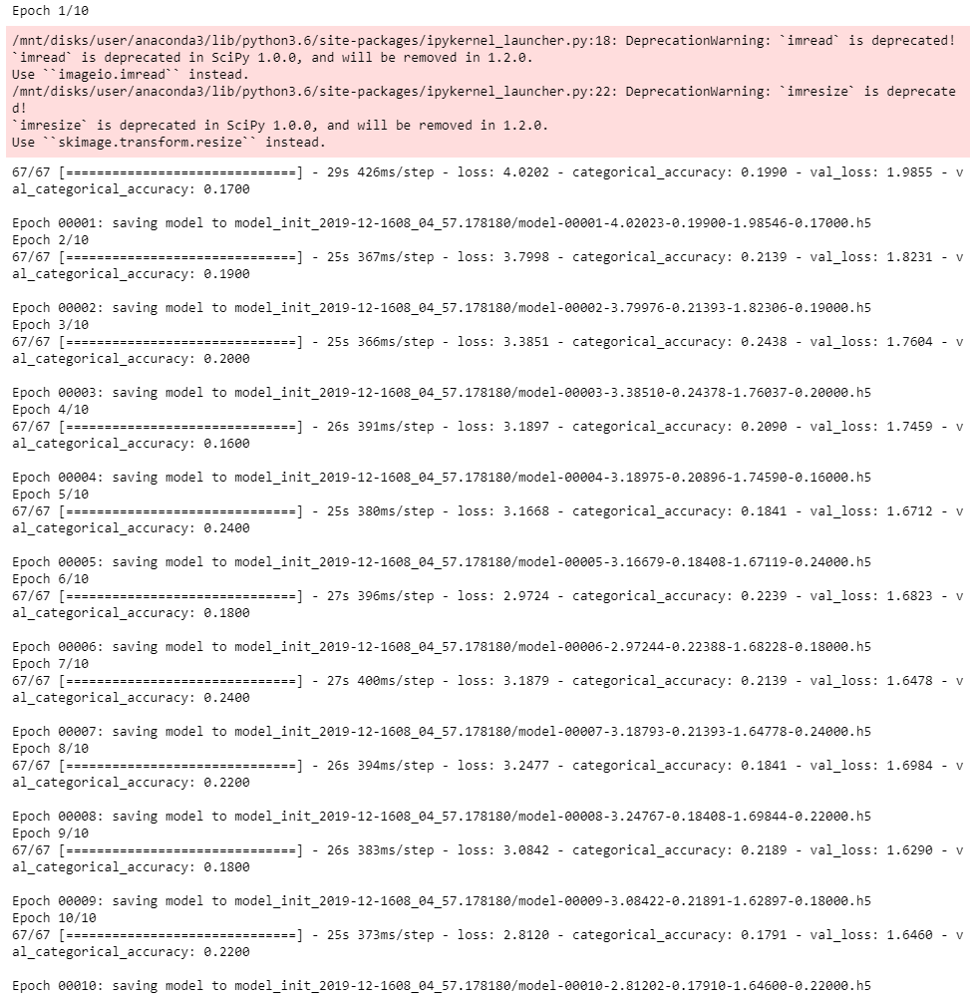 Epoch 1/10
/mnt/disks/user/anaconda3/lib/python3.6/site-packages/ipykernel_launcher.py:18: DeprecationWarning: `imread` is deprecated!
`imread` is deprecated in SciPy 1.0.0, and will be removed in 1.2.0.
Use ``imageio.imread`` instead.
/mnt/disks/user/anaconda3/lib/python3.6/site-packages/ipykernel_launcher.py:22: DeprecationWarning: `imresize` is deprecate
d!
`imresize` is deprecated in SciPy 1.0.0, and will be removed in 1.2.0.
Use ``skimage.transform.resize`` instead.
67/67 [==============================] - 29s 426ms/step - loss: 4.0202 - categorical_accuracy: 0.1990 - val_loss: 1.9855 - v
al_categorical_accuracy: 0.1700
Epoch 00001: saving model to model_init_2019-12-1608_04_57.178180/model-00001-4.02023-0.19900-1.98546-0.17000.h5
Epoch 2/10
67/67 [==============================] - 25s 367ms/step - loss: 3.7998 - categorical_accuracy: 0.2139 - val_loss: 1.8231 - v
al_categorical_accuracy: 0.1900
Epoch 00002: saving model to model_init_2019-12-1608_04_57.178180/model-00002-3.79976-0.21393-1.82306-0.19000.h5
Epoch 3/10
67/67 [==============================] - 25s 366ms/step - loss: 3.3851 - categorical_accuracy: 0.2438 - val_loss: 1.7604 - v
al_categorical_accuracy: 0.2000
Epoch 00003: saving model to model_init_2019-12-1608_04_57.178180/model-00003-3.38510-0.24378-1.76037-0.20000.h5
Epoch 4/10
67/67 [==============================] - 26s 391ms/step - loss: 3.1897 - categorical_accuracy: 0.2090 - val_loss: 1.7459 - v
al_categorical_accuracy: 0.1600
Epoch 00004: saving model to model_init_2019-12-1608_04_57.178180/model-00004-3.18975-0.20896-1.74590-0.16000.h5
Epoch 5/10
67/67 [==============================] - 25s 380ms/step - loss: 3.1668 - categorical_accuracy: 0.1841 - val_loss: 1.6712 - v
al_categorical_accuracy: 0.2400
Epoch 00005: saving model to model_init_2019-12-1608_04_57.178180/model-00005-3.16679-0.18408-1.67119-0.24000.h5
Epoch 6/10
67/67 [==============================] - 27s 396ms/step - loss: 2.9724 - categorical_accuracy: 0.2239 - val_loss: 1.6823 - v
al_categorical_accuracy: 0.1800
Epoch 00006: saving model to model_init_2019-12-1608_04_57.178180/model-00006-2.97244-0.22388-1.68228-0.18000.h5
Epoch 7/10
67/67 [==============================] - 27s 400ms/step - loss: 3.1879 - categorical_accuracy: 0.2139 - val_loss: 1.6478 - v
al_categorical_accuracy: 0.2400
Epoch 00007: saving model to model_init_2019-12-1608_04_57.178180/model-00007-3.18793-0.21393-1.64778-0.24000.h5
Epoch 8/10
67/67 [==============================] - 26s 394ms/step - loss: 3.2477 - categorical_accuracy: 0.1841 - val_loss: 1.6984 - v
al_categorical_accuracy: 0.2200
Epoch 00008: saving model to model_init_2019-12-1608_04_57.178180/model-00008-3.24767-0.18408-1.69844-0.22000.h5
Epoch 9/10
67/67 [==============================] - 26s 383ms/step - loss: 3.0842 - categorical_accuracy: 0.2189 - val_loss: 1.6290 - v
al_categorical_accuracy: 0.1800
Epoch 00009: saving model to model_init_2019-12-1608_04_57.178180/model-00009-3.08422-0.21891-1.62897-0.18000.h5
Epoch 10/10
67/67 [==============================] - 25s 373ms/step - loss: 2.8120 - categorical_accuracy: 0.1791 - val_loss: 1.6460 - v
al_categorical_accuracy: 0.2200
Epoch 00010: saving model to model_init_2019-12-1608_04_57.178180/model-00010-2.81202-0.17910-1.64600-0.22000.h5